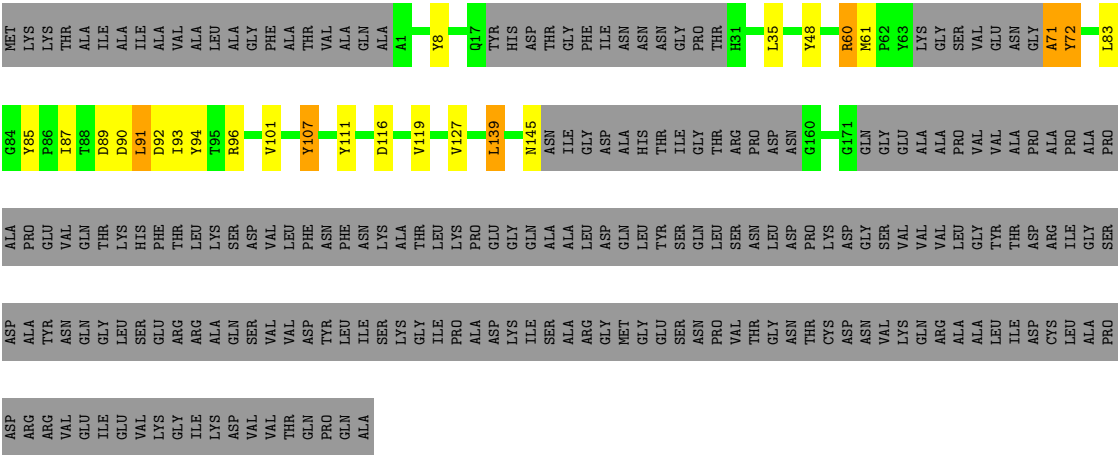 MET LYS LYS THR ALA ILE ALA ILE ALA VAL ALA LEU ALA GLY PHE ALA THR VAL ALA GLN ALA A1 Y8 Q17 TYR HIS ASP THR GLY PHE ILE ASN ASN ASN GLY PRO THR H31 L35 Y48 R60 M61 P62 Y63 LYS GLY SER VAL GLU ASN GLY A71 Y72 L83
G84 Y85 P86 I87 T88 D89 D90 L91 D92 I93 Y94 T95 R96 V101 Y107 Y111 D116 V119 V127 L139 N145 ASN ILE GLY ASP ALA HIS THR ILE GLY THR ARG PRO ASP ASN G160 G171 GLN GLY GLU ALA ALA PRO VAL VAL ALA PRO ALA PRO ALA PRO
ALA PRO GLU VAL GLN THR LYS HIS PHE THR LEU LYS SER ASP VAL LEU PHE ASN PHE ASN LYS ALA THR LEU LYS PRO GLU GLY GLN ALA ALA LEU ASP GLN LEU TYR SER GLN LEU SER ASN LEU ASP PRO LYS ASP GLY SER VAL VAL VAL LEU GLY TYR THR ASP ARG ILE GLY SER
ASP ALA TYR ASN GLN GLY LEU SER GLU ARG ARG ALA GLN SER VAL VAL ASP TYR LEU ILE SER LYS GLY ILE PRO ALA ASP LYS ILE SER ALA ARG GLY MET GLY GLU SER ASN PRO VAL THR GLY ASN THR CYS ASP ASN VAL LYS GLN ARG ALA ALA LEU ILE ASP CYS LEU ALA PRO
ASP ARG ARG VAL GLU ILE GLU VAL LYS GLY ILE LYS ASP VAL VAL THR GLN PRO GLN ALA